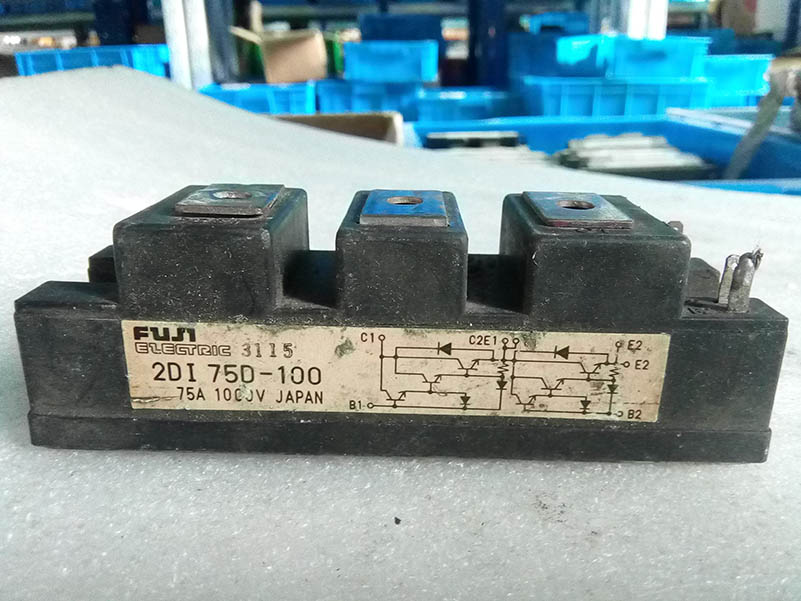 FUJI
ELECTRIC 3115
2DI 75D-100
75A 1000V JAPAN
C1
C2E1
E2
E2
B1
B2